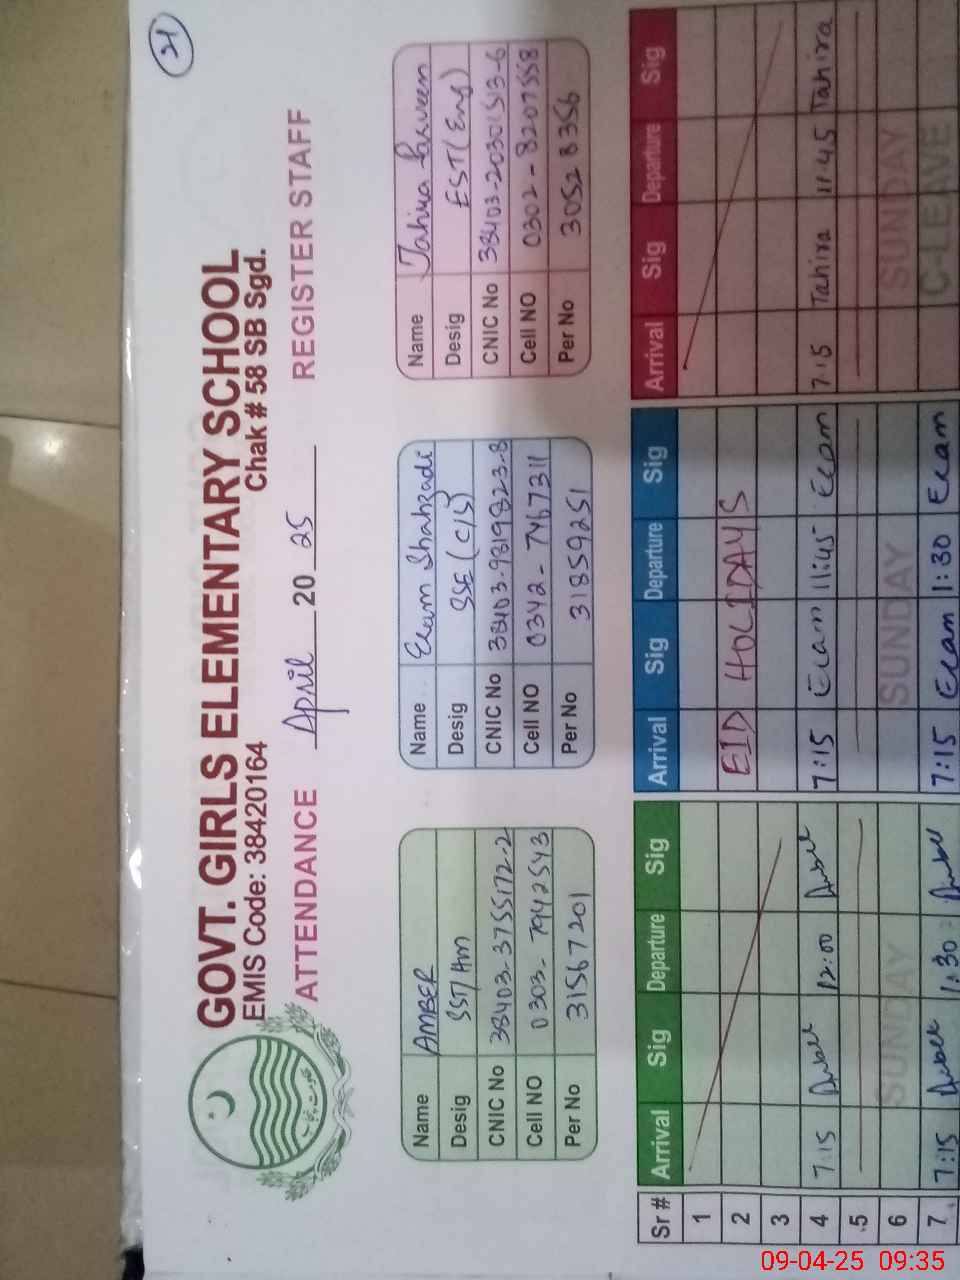 21
GOVT. GIRLS ELEMENTARY SCHOOL
EMIS Code: 38420164 Chak # 58 SB Sgd.
ATTENDANCE April 20 25 REGISTER STAFF
Name AMBER
Desig SST/Hm
CNIC No 38403-3755172-2
Cell NO 0303-7942543
Per No 31567201
Name Eram Shahzadi
Desig SSE (C/S)
CNIC No 38403-9819823-8
Cell NO 0342-7467311
Per No 31859251
Name Tahira Parveen
Desig EST (Eng)
CNIC No 38403-20301513-6
Cell NO 0302-8207558
Per No 30528356
Sr # Arrival Sig Departure Sig Arrival Sig Departure Sig Arrival Sig Departure Sig
1
2 EID HOLIDAYS
3
4 7:15 Amber 12:00 Amber 7:15 Eram 11:45 Eram 7:15 Tahira 11:45 Tahira
5
6 SUNDAY SUNDAY SUNDAY
7 7:15 Amber 1:30 Amber 7:15 Eram 1:30 Eram C-LEAVE
09-04-25 09:35